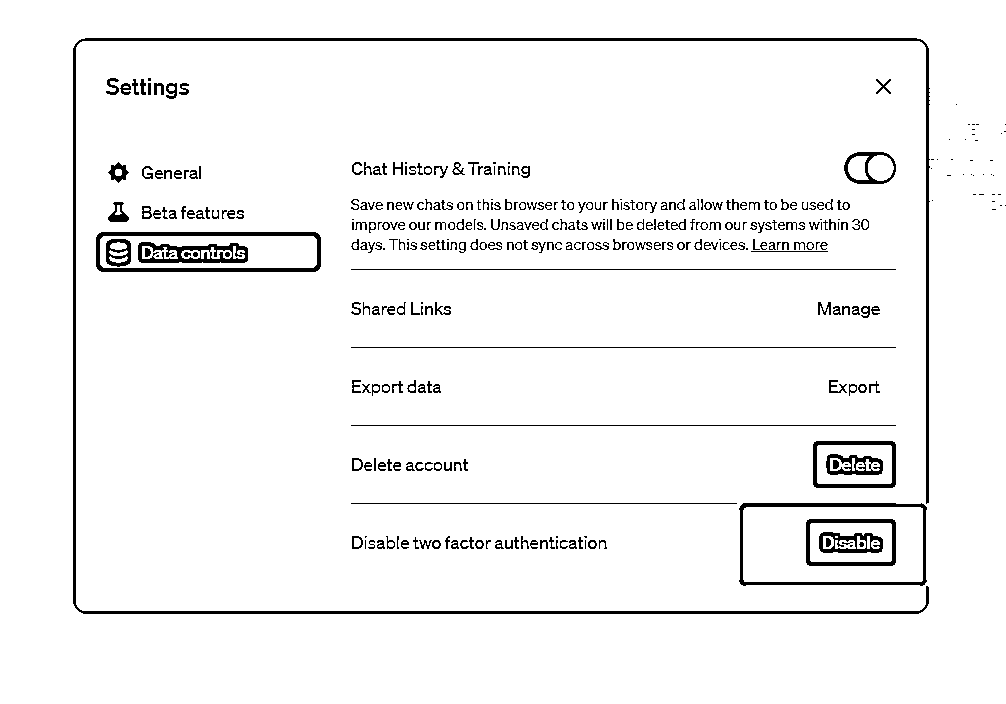 Settings
General
Beta features
Data controls
Chat History & Training
Save new chats on this browser to your history and allow them to be used to
improve our models. Unsaved chats will be deleted from our systems within 30
days. This setting does not sync across browsers or devices. Learn more
Shared Links
Manage
Export data
Export
Delete account
Delete
Disable two factor authentication
Disable